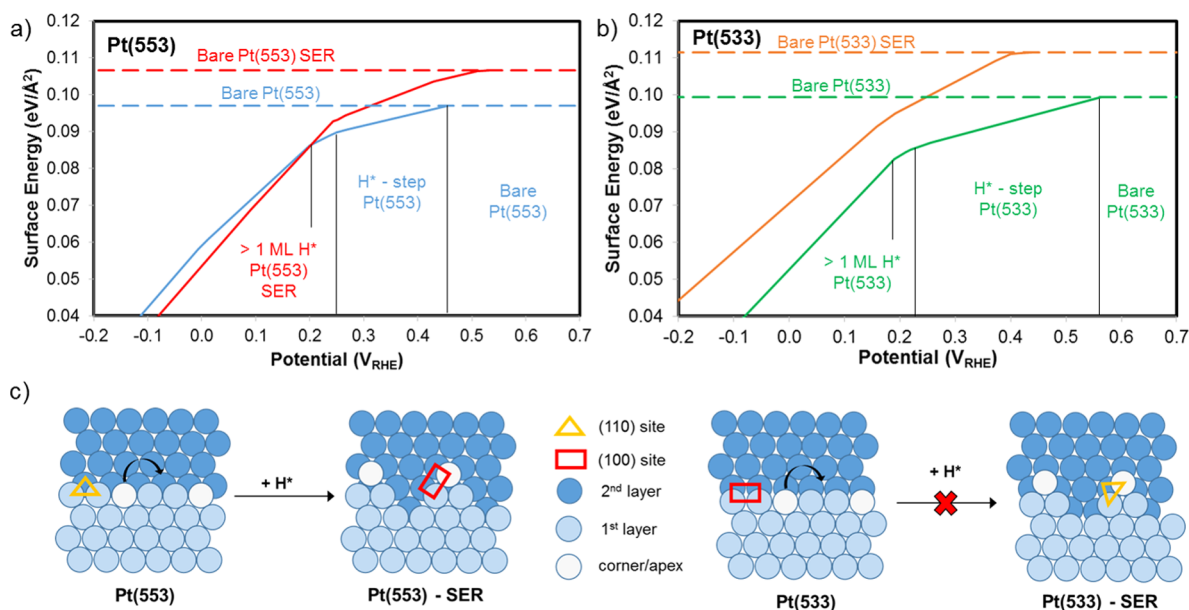 a)
Pt(553)
Bare Pt(553) SER
Bare Pt(553)
H* - step
Pt(553)
Bare
Pt(553)
> 1 ML H*
Pt(553)
SER
Surface Energy (eV/Å²)
0.12
0.11
0.10
0.09
0.08
0.07
0.06
0.05
0.04
-0.2 -0.1 0.0 0.1 0.2 0.3 0.4 0.5 0.6 0.7
Potential (V_RHE)
b)
Pt(533)
Bare Pt(533) SER
Bare Pt(533)
H* - step
Pt(533)
Bare
Pt(533)
> 1 ML H*
Pt(533)
Surface Energy (eV/Å²)
0.12
0.11
0.10
0.09
0.08
0.07
0.06
0.05
0.04
-0.2 -0.1 0.0 0.1 0.2 0.3 0.4 0.5 0.6 0.7
Potential (V_RHE)
c)
+ H*
Pt(553)
Pt(553) - SER
(110) site
(100) site
2nd layer
1st layer
corner/apex
+ H*
Pt(533)
Pt(553) - SER